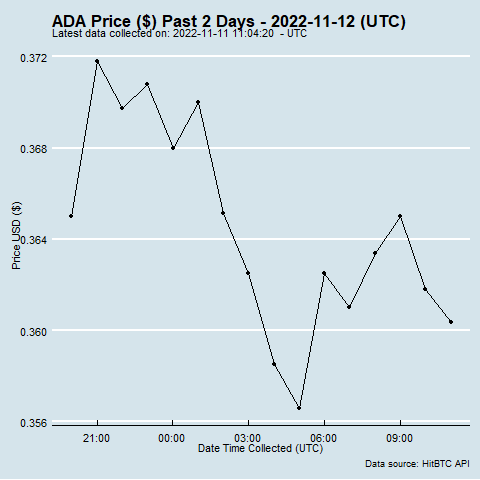 ADA Price ($) Past 2 Days - 2022-11-12 (UTC)
Latest data collected on: 2022-11-11 11:04:20  - UTC
0.372
0.368
0.364
0.360
0.356
Price USD ($)
21:00 00:00 03:00 06:00 09:00
Date Time Collected (UTC)
Data source: HitBTC API